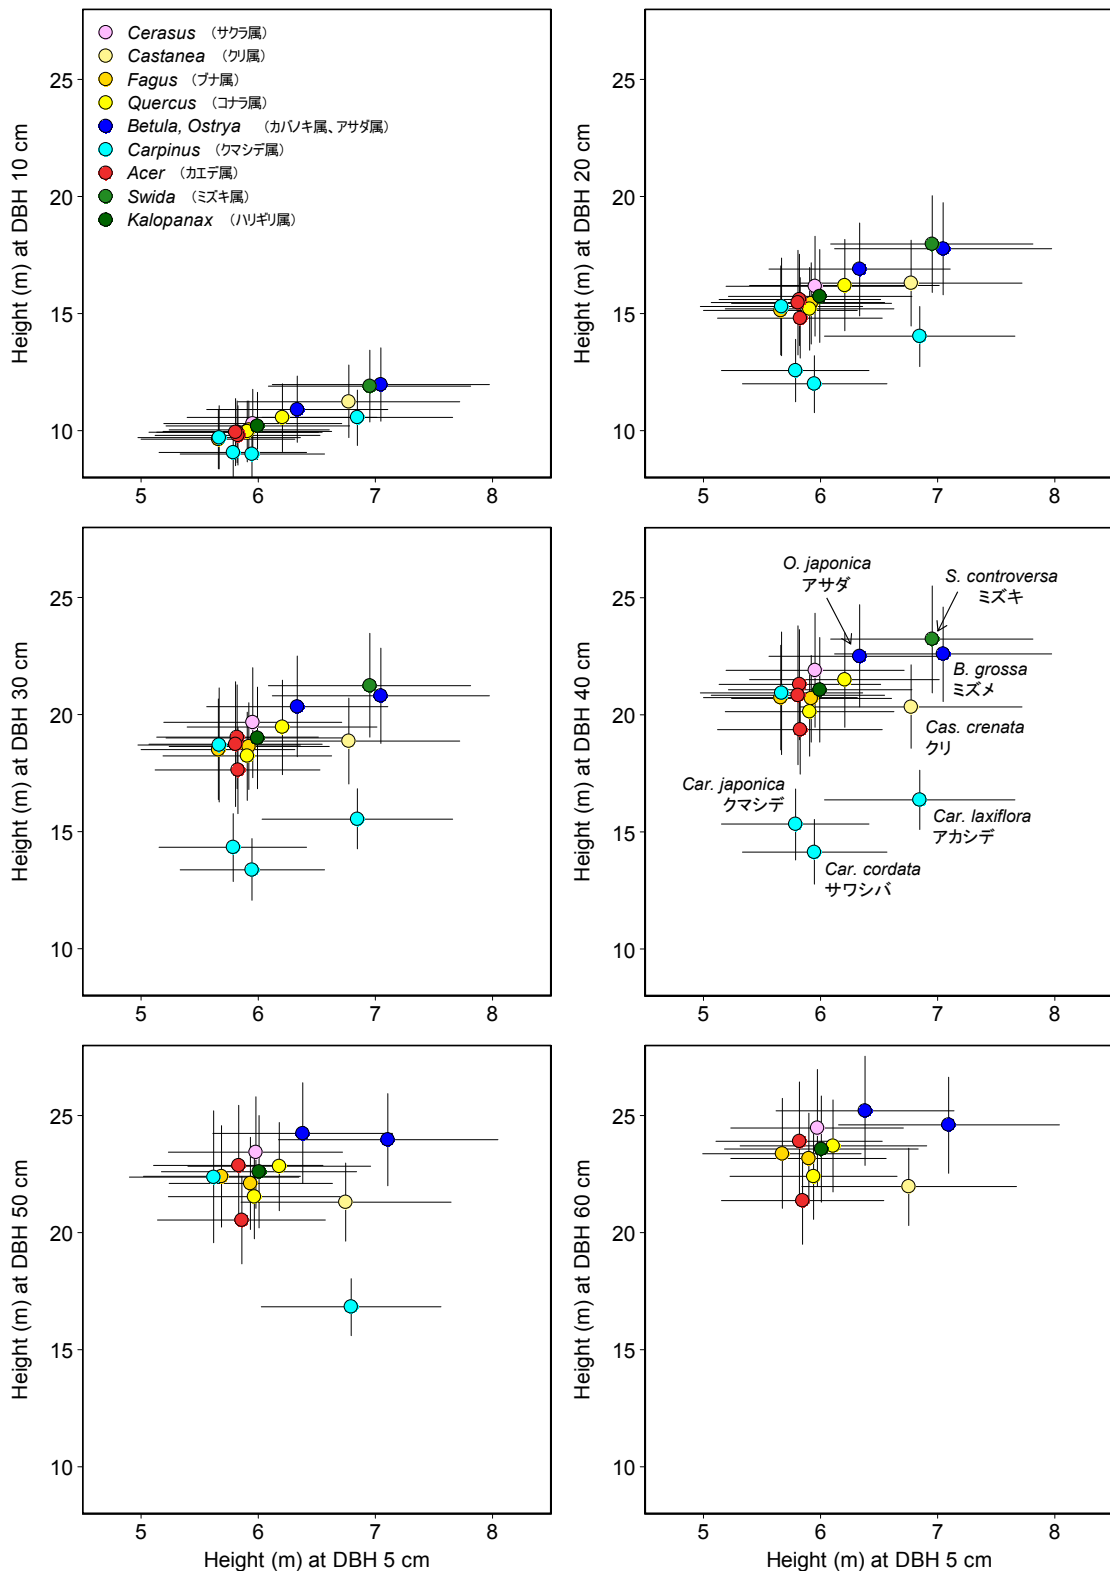 Cerasus （サクラ属）
Castanea （クリ属）
Fagus （ブナ属）
Quercus （コナラ属）
Betula, Ostrya （カバノキ属、アサダ属）
Carpinus （クマシデ属）
Acer （カエデ属）
Swida （ミズキ属）
Kalopanax （ハリギリ属）
Height (m) at DBH 10 cm
25
20
15
10
5 6 7 8
Height (m) at DBH 20 cm
25
20
15
10
5 6 7 8
Height (m) at DBH 30 cm
25
20
15
10
5 6 7 8
Height (m) at DBH 40 cm
25
20
15
10
5 6 7 8
O. japonica
アサダ
S. controversa
ミズキ
B. grossa
ミズメ
Cas. crenata
クリ
Car. japonica
クマシデ
Car. laxiflora
アカシデ
Car. cordata
サワシバ
Height (m) at DBH 50 cm
25
20
15
10
5 6 7 8
Height (m) at DBH 5 cm
Height (m) at DBH 60 cm
25
20
15
10
5 6 7 8
Height (m) at DBH 5 cm